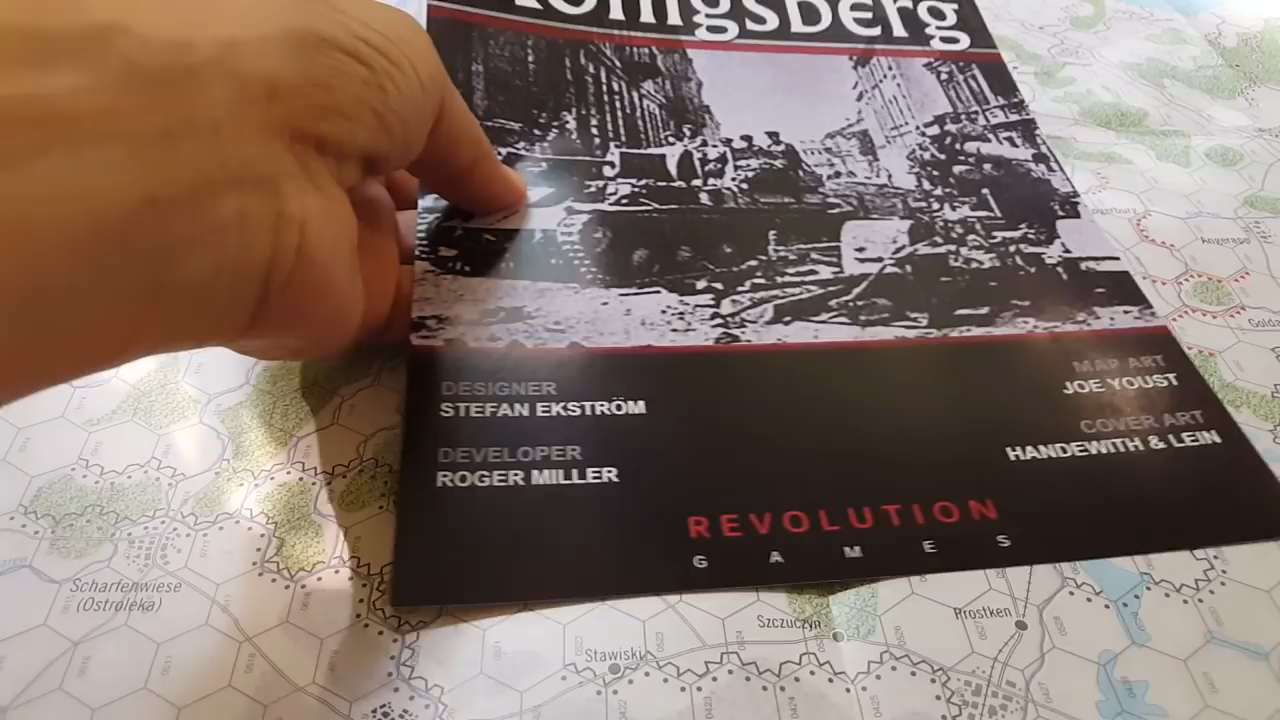 Königsberg
DESIGNER
STEFAN EKSTRÖM
DEVELOPER
ROGER MILLER
MAP ART
JOE YOUST
COVER ART
HANDEWITH & LEIN
REVOLUTION
GAMES
Angerapp
Scharfenwiese
(Ostroleka)
Szczuczyn
Prostken
Stawiski